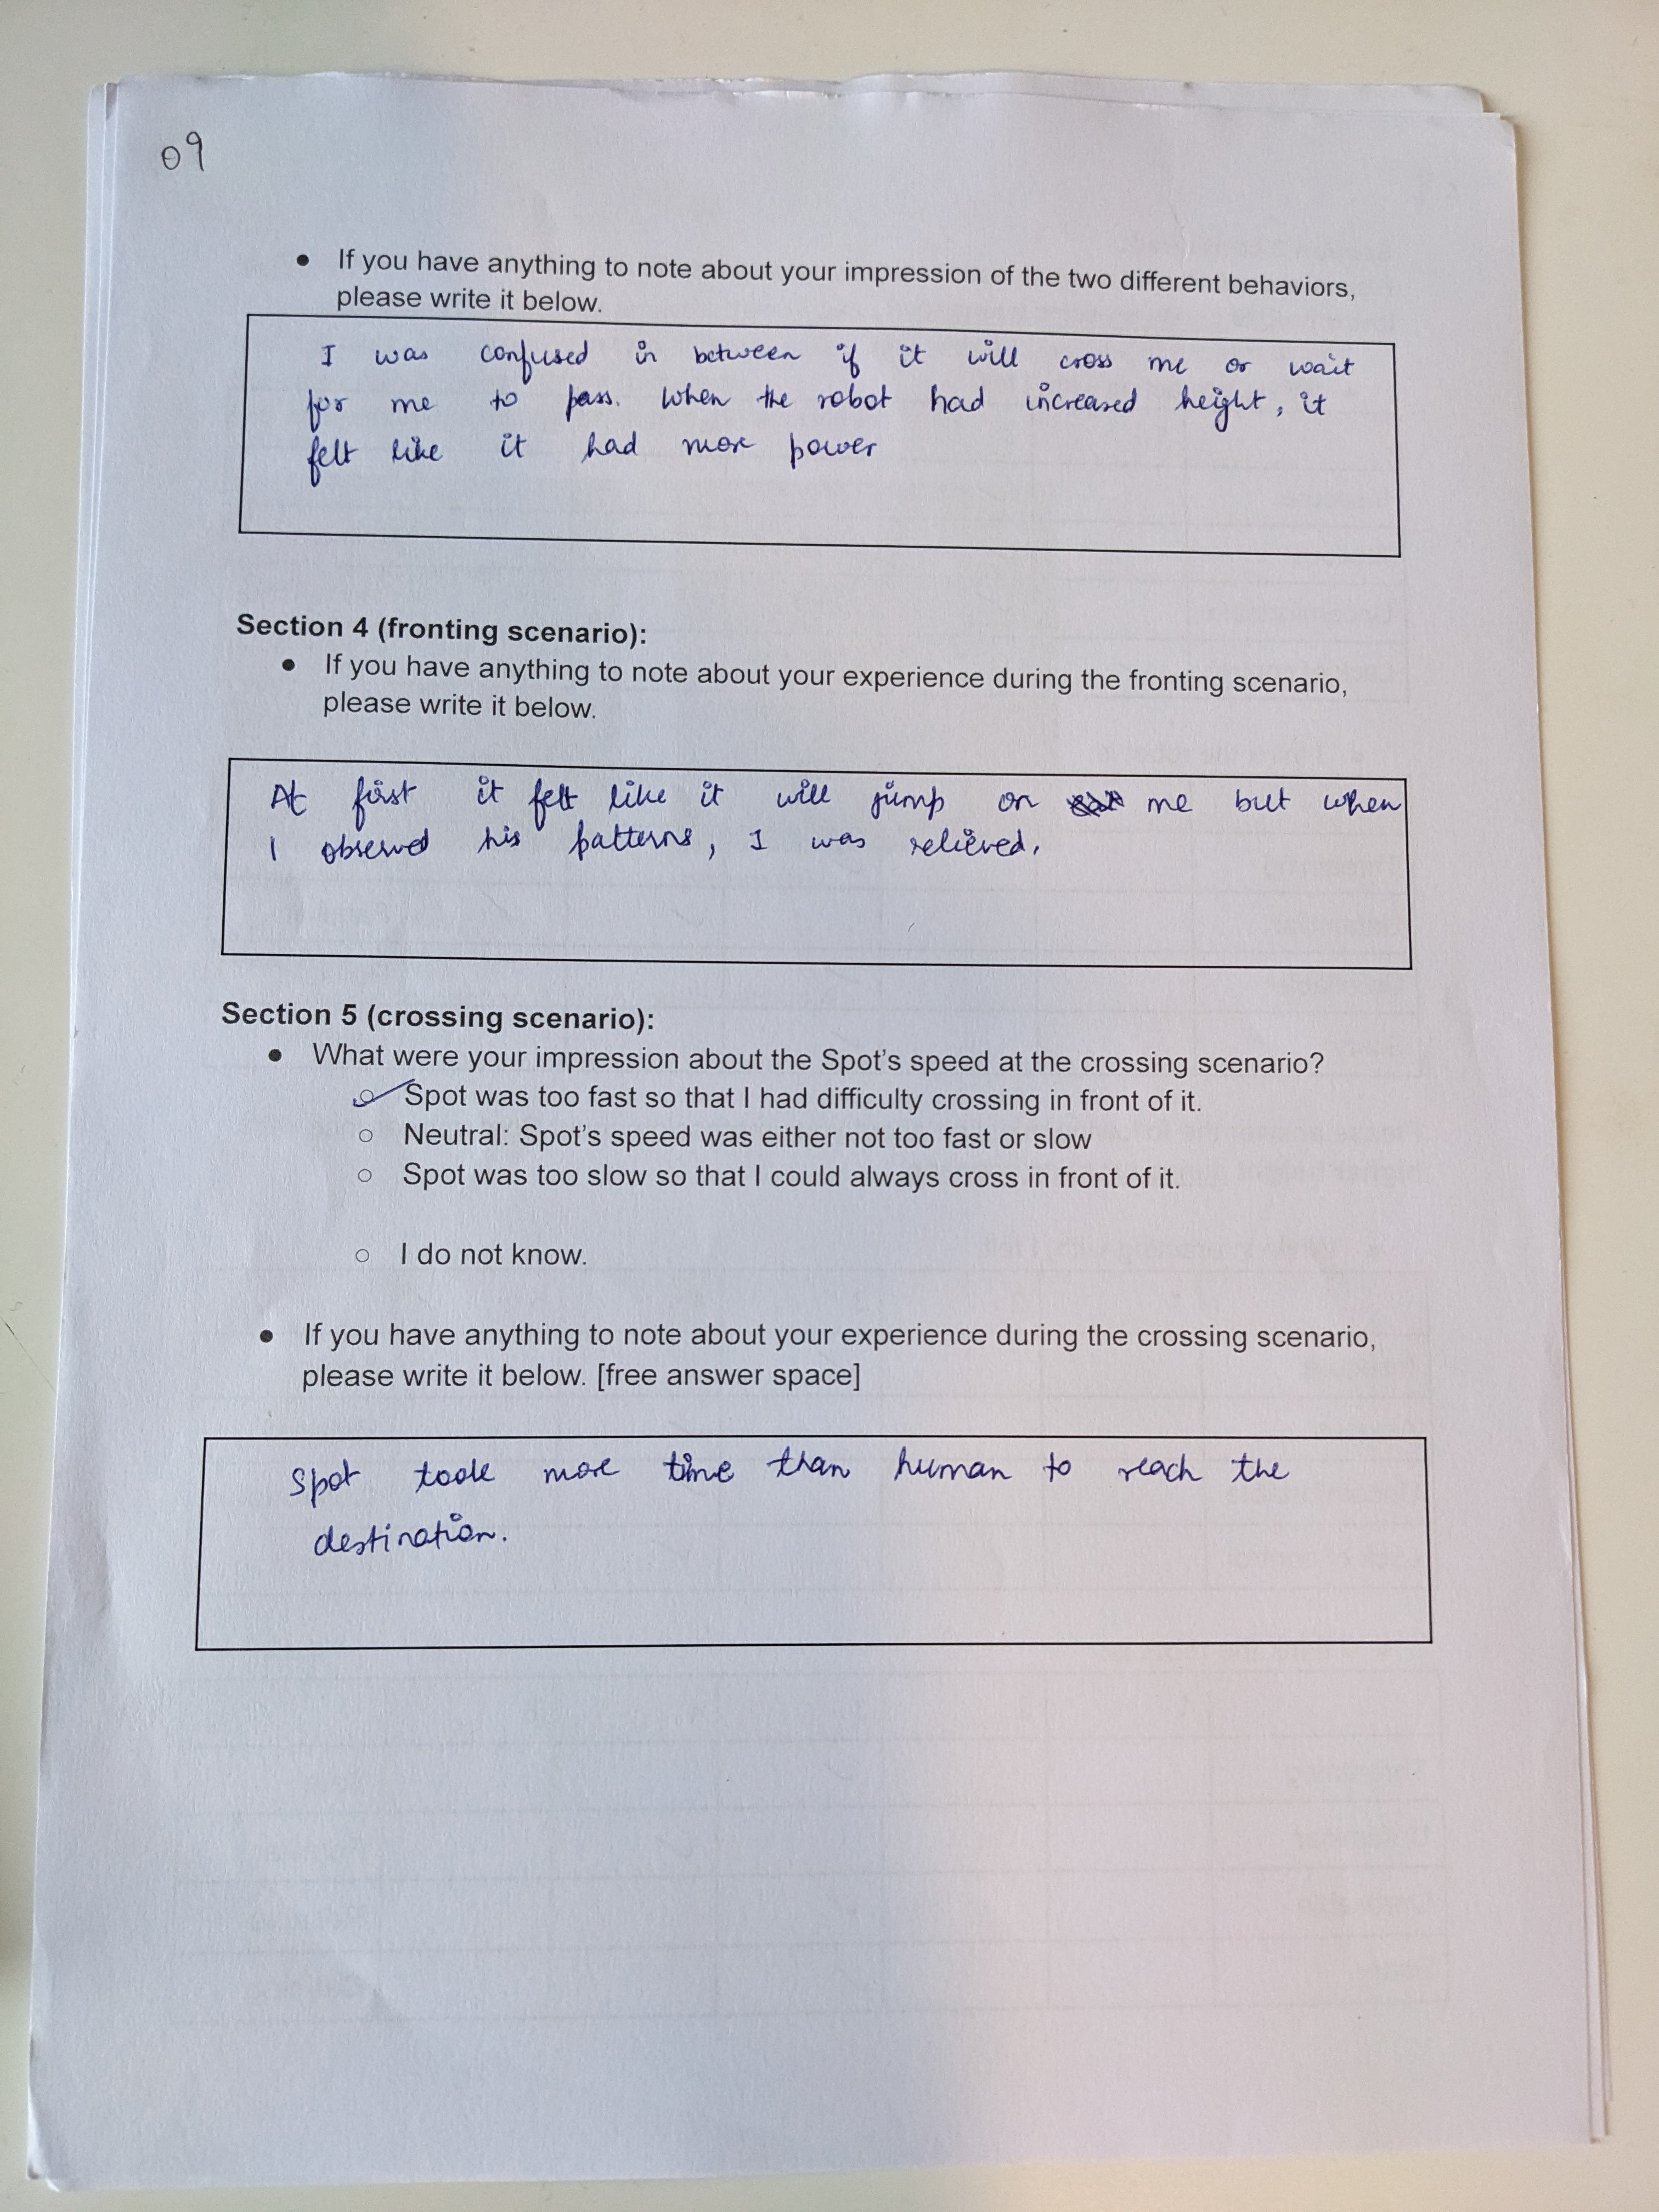 09
• If you have anything to note about your impression of the two different behaviors,
please write it below.
I was confused in between if it will cross me or wait
for me to pass. When the robot had increased height, it
felt like it had more power
Section 4 (fronting scenario):
• If you have anything to note about your experience during the fronting scenario,
please write it below.
At first it felt like it will jump on me but when
I observed his patterns, I was relieved.
Section 5 (crossing scenario):
• What were your impression about the Spot's speed at the crossing scenario?
○ Spot was too fast so that I had difficulty crossing in front of it.
○ Neutral: Spot's speed was either not too fast or slow
○ Spot was too slow so that I could always cross in front of it.
○ I do not know.
• If you have anything to note about your experience during the crossing scenario,
please write it below. [free answer space]
Spot took more time than human to reach the
destination.